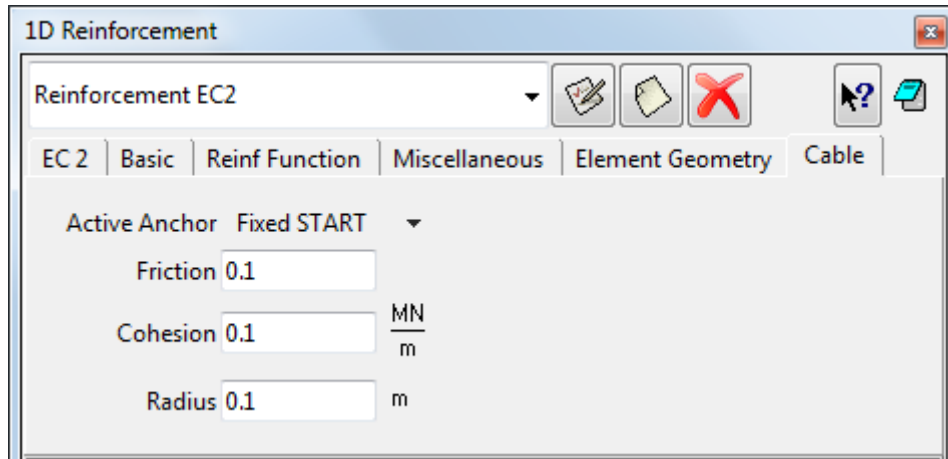 1D Reinforcement
Reinforcement EC2
EC 2 Basic Reinf Function Miscellaneous Element Geometry Cable
Active Anchor Fixed START
Friction 0.1
Cohesion 0.1 MN/m
Radius 0.1 m